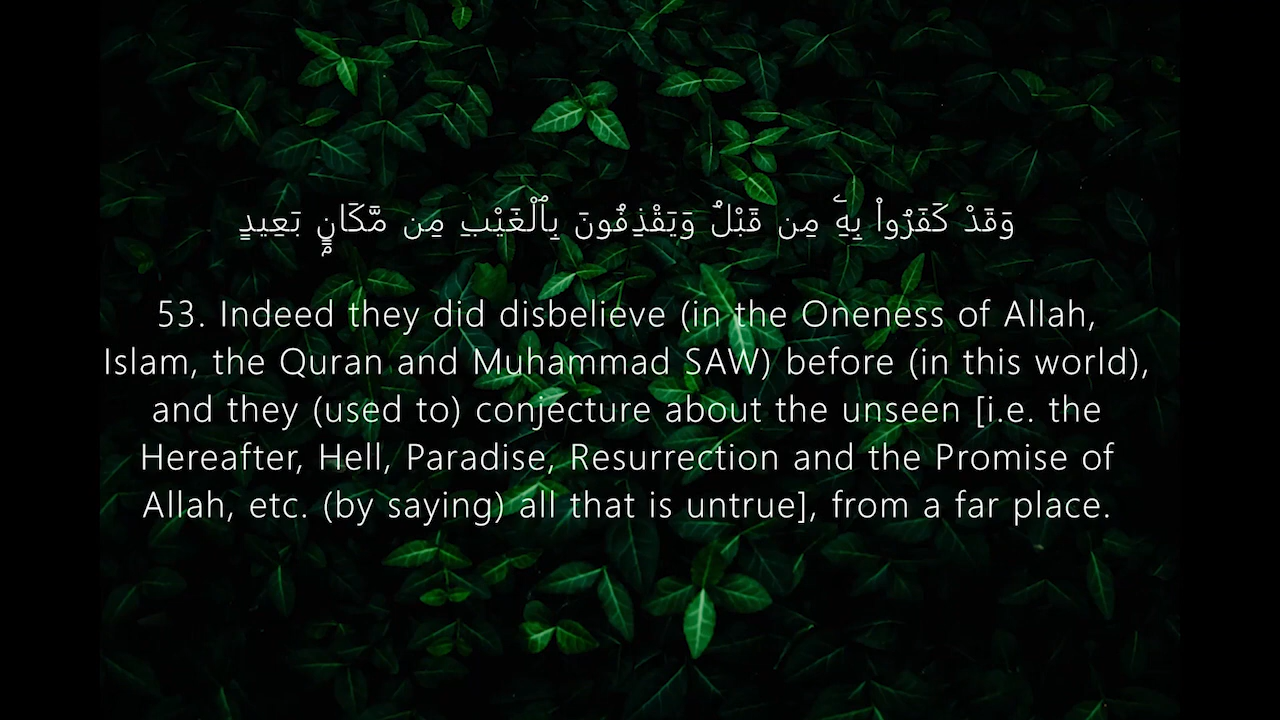 وَقَدْ كَفَرُوا۟ بِهِۦ مِن قَبْلُ وَيَقْذِفُونَ بِٱلْغَيْبِ مِن مَّكَانٍۭ بَعِيدٍ
53. Indeed they did disbelieve (in the Oneness of Allah,
Islam, the Quran and Muhammad SAW) before (in this world),
and they (used to) conjecture about the unseen [i.e. the
Hereafter, Hell, Paradise, Resurrection and the Promise of
Allah, etc. (by saying) all that is untrue], from a far place.